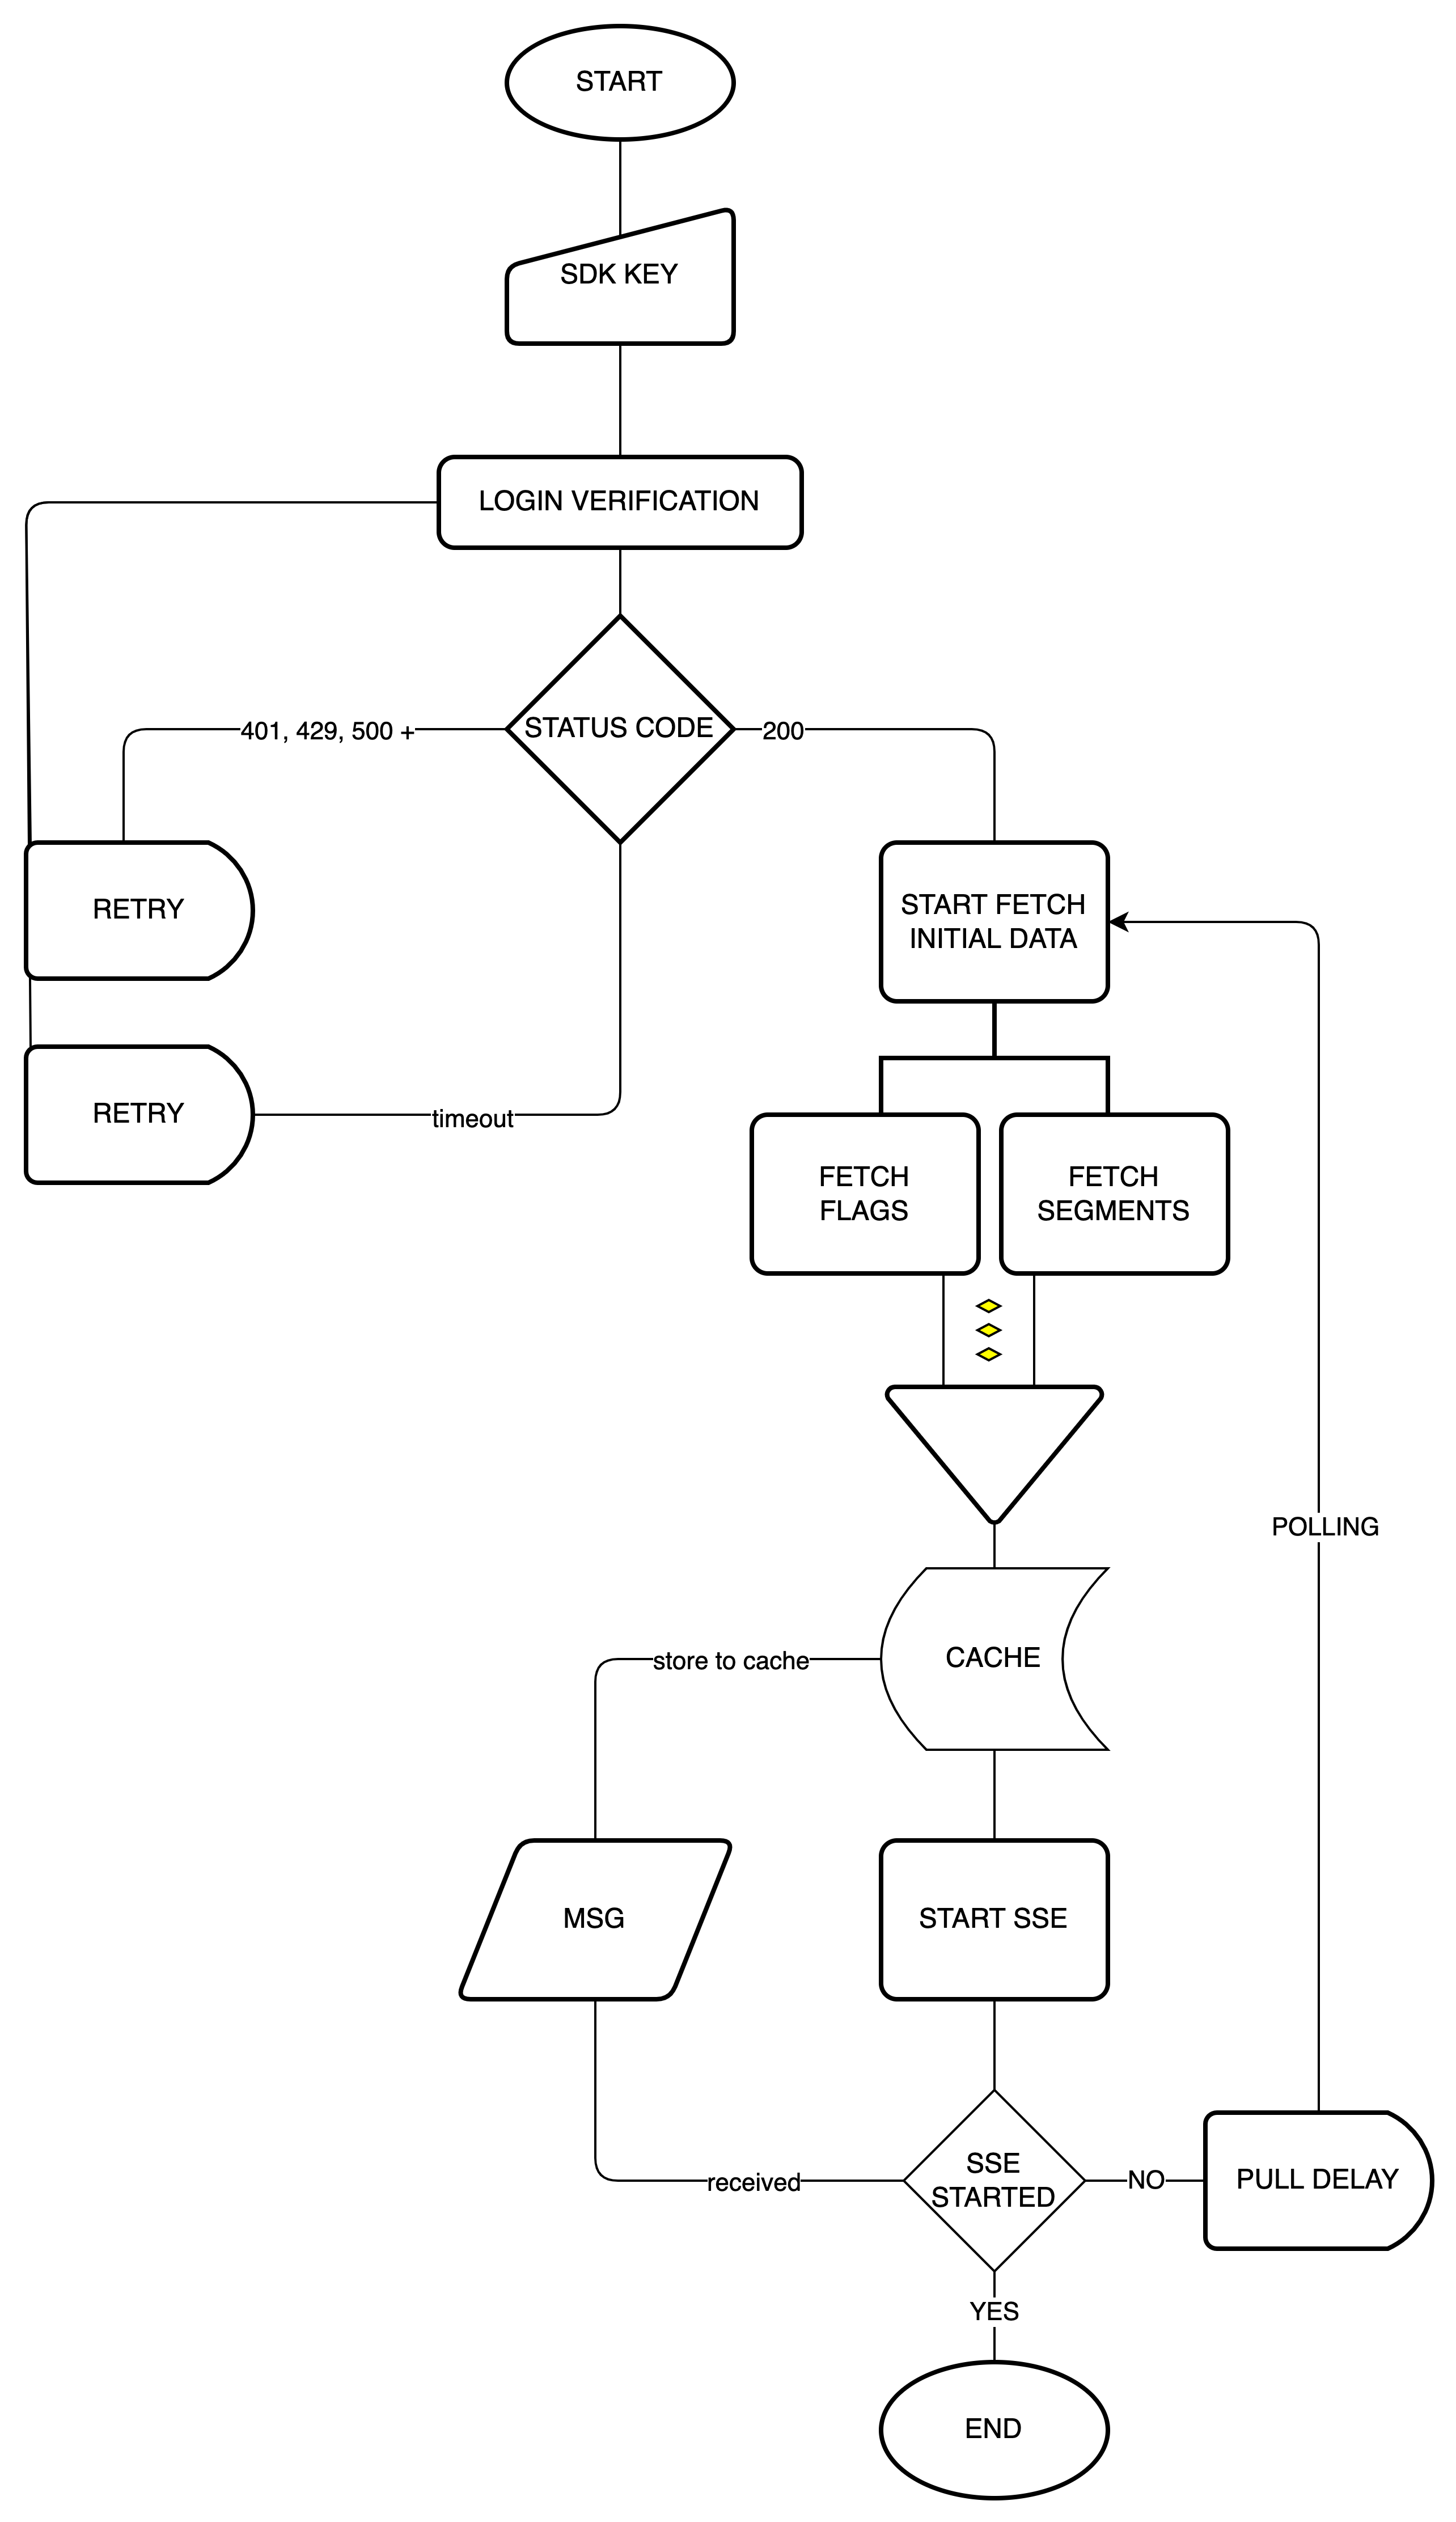 START
SDK KEY
LOGIN VERIFICATION
STATUS CODE
401, 429, 500 +
200
RETRY
START FETCH
INITIAL DATA
RETRY
timeout
FETCH
FLAGS
FETCH
SEGMENTS
POLLING
store to cache
CACHE
MSG
START SSE
received
SSE
STARTED
NO
PULL DELAY
YES
END